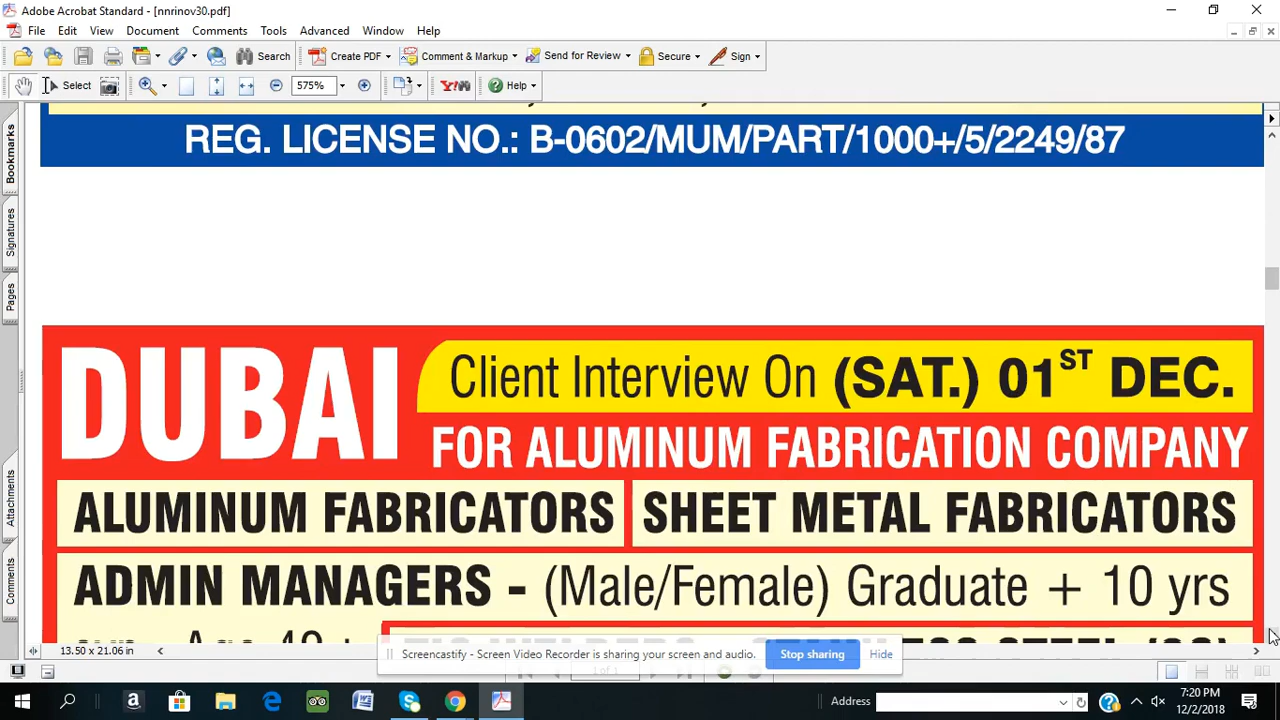 Adobe Acrobat Standard - [nnrinov30.pdf]
File Edit View Document Comments Tools Advanced Window Help
Search Create PDF Comment & Markup Send for Review Secure Sign
Select 575% Y! Help
Bookmarks
Signatures
Pages
Attachments
Comments
REG. LICENSE NO.: B-0602/MUM/PART/1000+/5/2249/87
DUBAI
Client Interview On (SAT.) 01ST DEC.
FOR ALUMINUM FABRICATION COMPANY
ALUMINUM FABRICATORS
SHEET METAL FABRICATORS
ADMIN MANAGERS - (Male/Female) Graduate + 10 yrs
13.50 x 21.06 in
Screencastify - Screen Video Recorder is sharing your screen and audio. Stop sharing Hide
1 of 1
Address
7:20 PM
12/2/2018